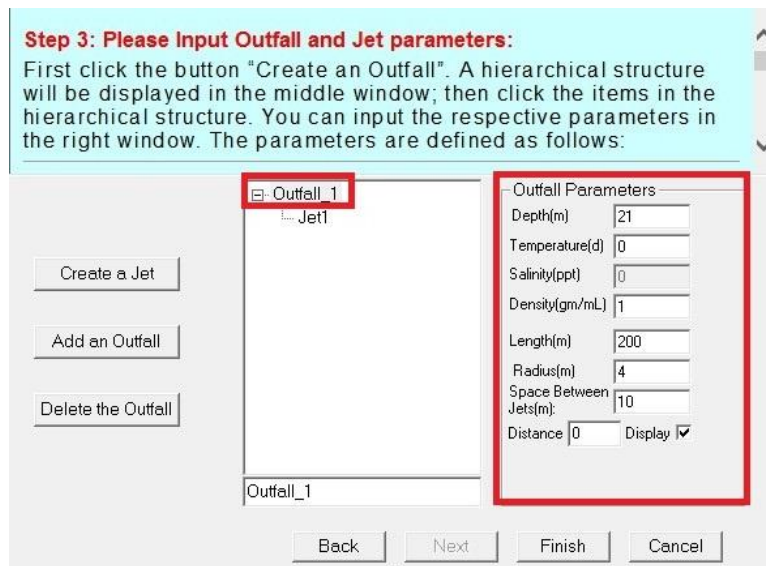 Step 3: Please Input Outfall and Jet parameters:
First click the button “Create an Outfall”. A hierarchical structure
will be displayed in the middle window; then click the items in the
hierarchical structure. You can input the respective parameters in
the right window. The parameters are defined as follows:
Outfall_1
Jet1
Create a Jet
Add an Outfall
Delete the Outfall
Outfall_1
Outfall Parameters
Depth(m) 21
Temperature(d) 0
Salinity(ppt) 0
Density(gm/mL) 1
Length(m) 200
Radius(m) 4
Space Between
Jets(m): 10
Distance 0 Display
Back Next Finish Cancel